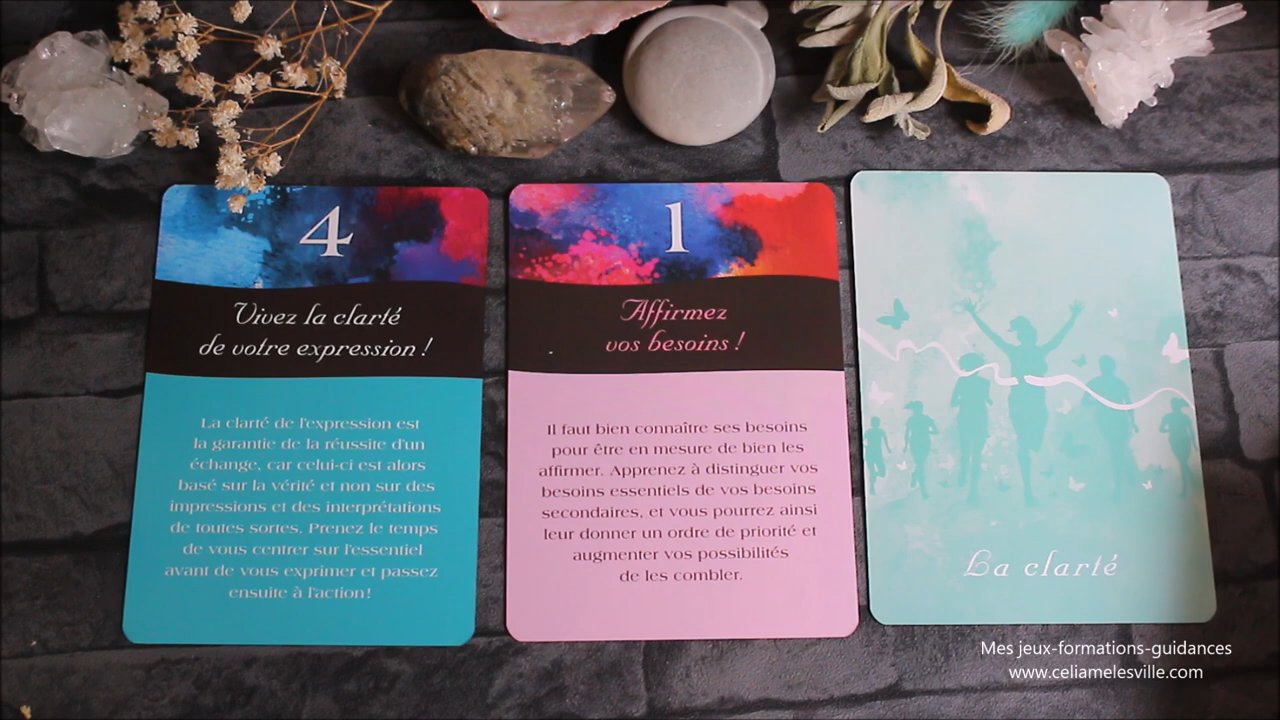 4
Vivez la clarté
de votre expression !
La clarté de l'expression est
la garantie de la réussite d'un
échange, car celui-ci est alors
basé sur la vérité et non sur des
impressions et des interprétations
de toutes sortes. Prenez le temps
de vous centrer sur l'essentiel
avant de vous exprimer et passez
ensuite à l'action !
1
Affirmez
vos besoins !
Il faut bien connaître ses besoins
pour être en mesure de bien les
affirmer. Apprenez à distinguer vos
besoins essentiels de vos besoins
secondaires, et vous pourrez ainsi
leur donner un ordre de priorité et
augmenter vos possibilités
de les combler.
La clarté
Mes jeux-formations-guidances
www.celiamelesville.com